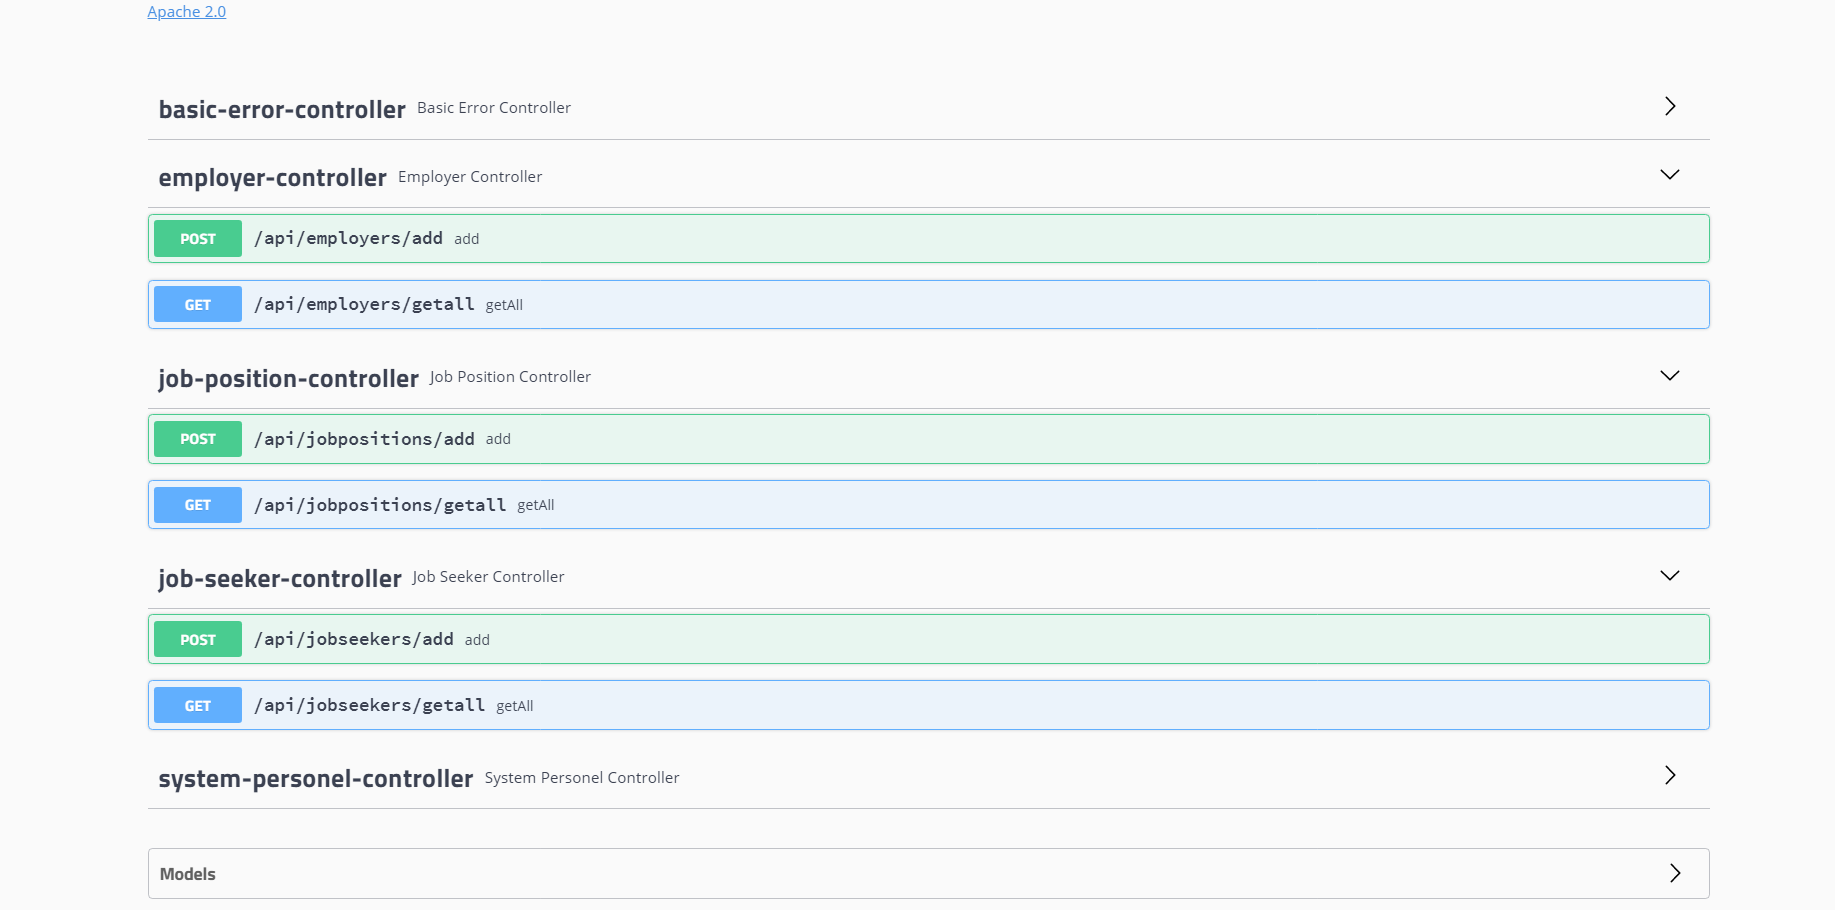 Apache 2.0
basic-error-controller Basic Error Controller
employer-controller Employer Controller
POST /api/employers/add add
GET /api/employers/getall getAll
job-position-controller Job Position Controller
POST /api/jobpositions/add add
GET /api/jobpositions/getall getAll
job-seeker-controller Job Seeker Controller
POST /api/jobseekers/add add
GET /api/jobseekers/getall getAll
system-personel-controller System Personel Controller
Models